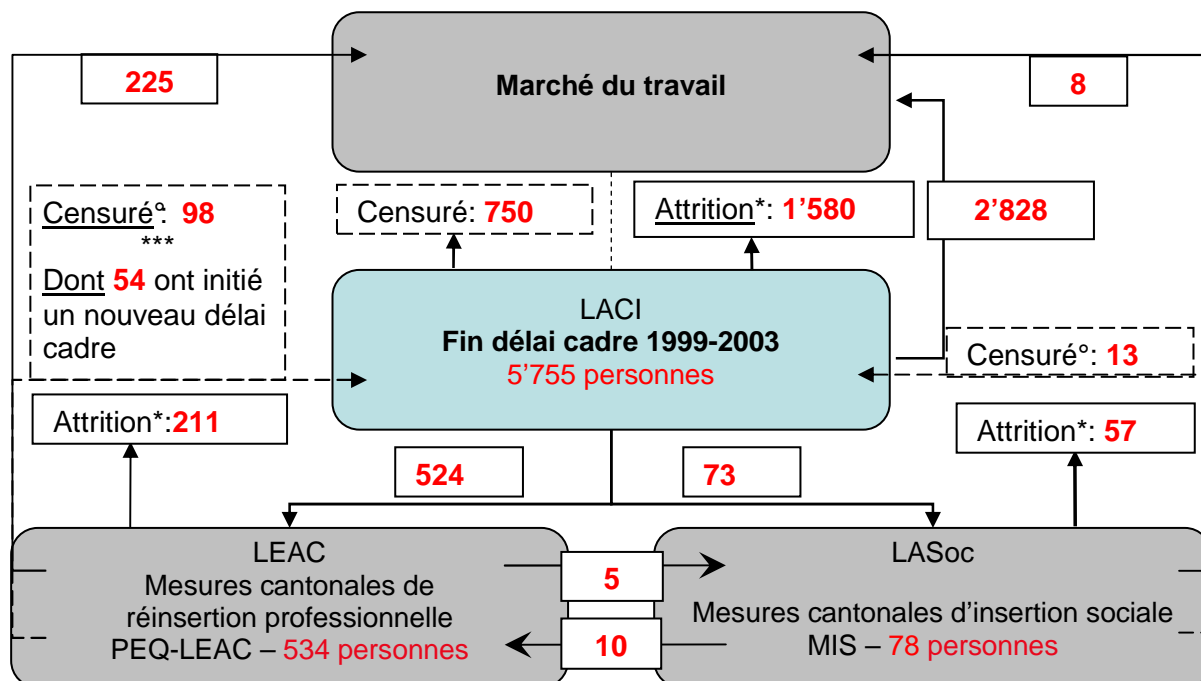 Marché du travail
225
8
Censuré°: 98
***
Dont 54 ont initié
un nouveau délai
cadre
Censuré: 750
Attrition*: 1’580
2’828
LACI
Fin délai cadre 1999-2003
5’755 personnes
Censuré°: 13
Attrition*:211
Attrition*: 57
524
73
LEAC
Mesures cantonales de
réinsertion professionnelle
PEQ-LEAC – 534 personnes
5
10
LASoc
Mesures cantonales d’insertion sociale
MIS – 78 personnes